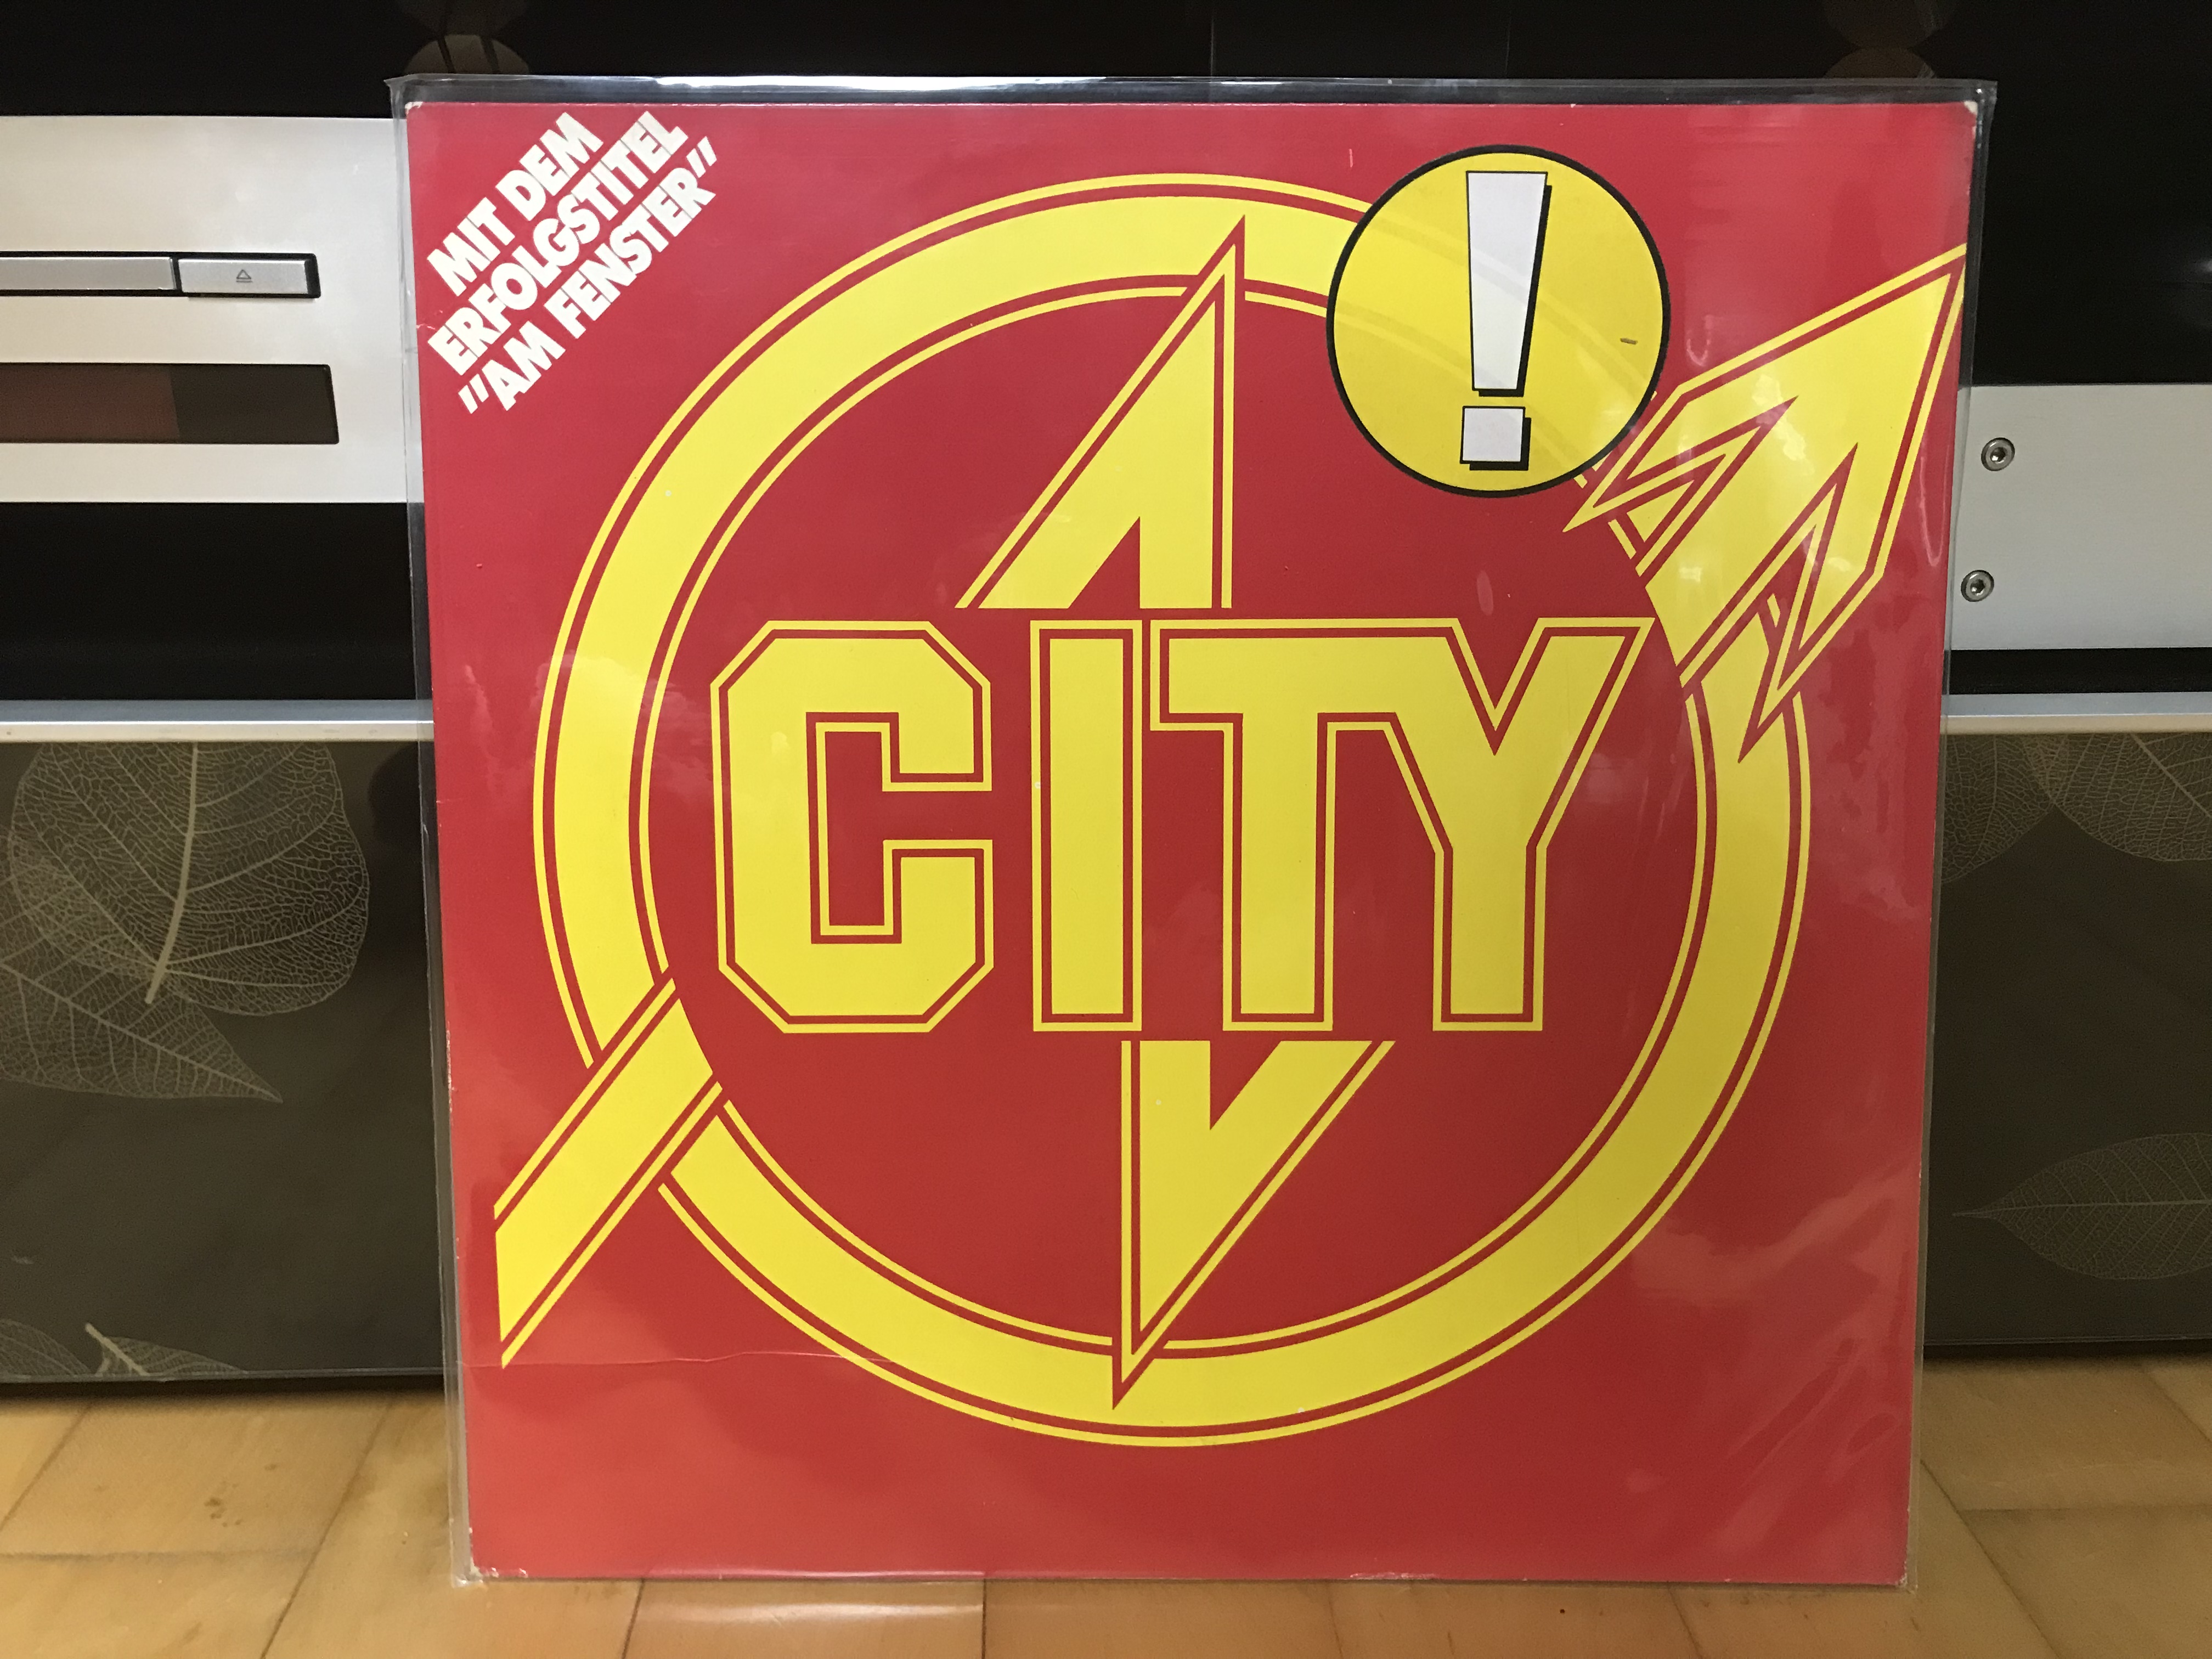 MIT DEM
ERFOLGSTITEL
"AM FENSTER"
!
CITY